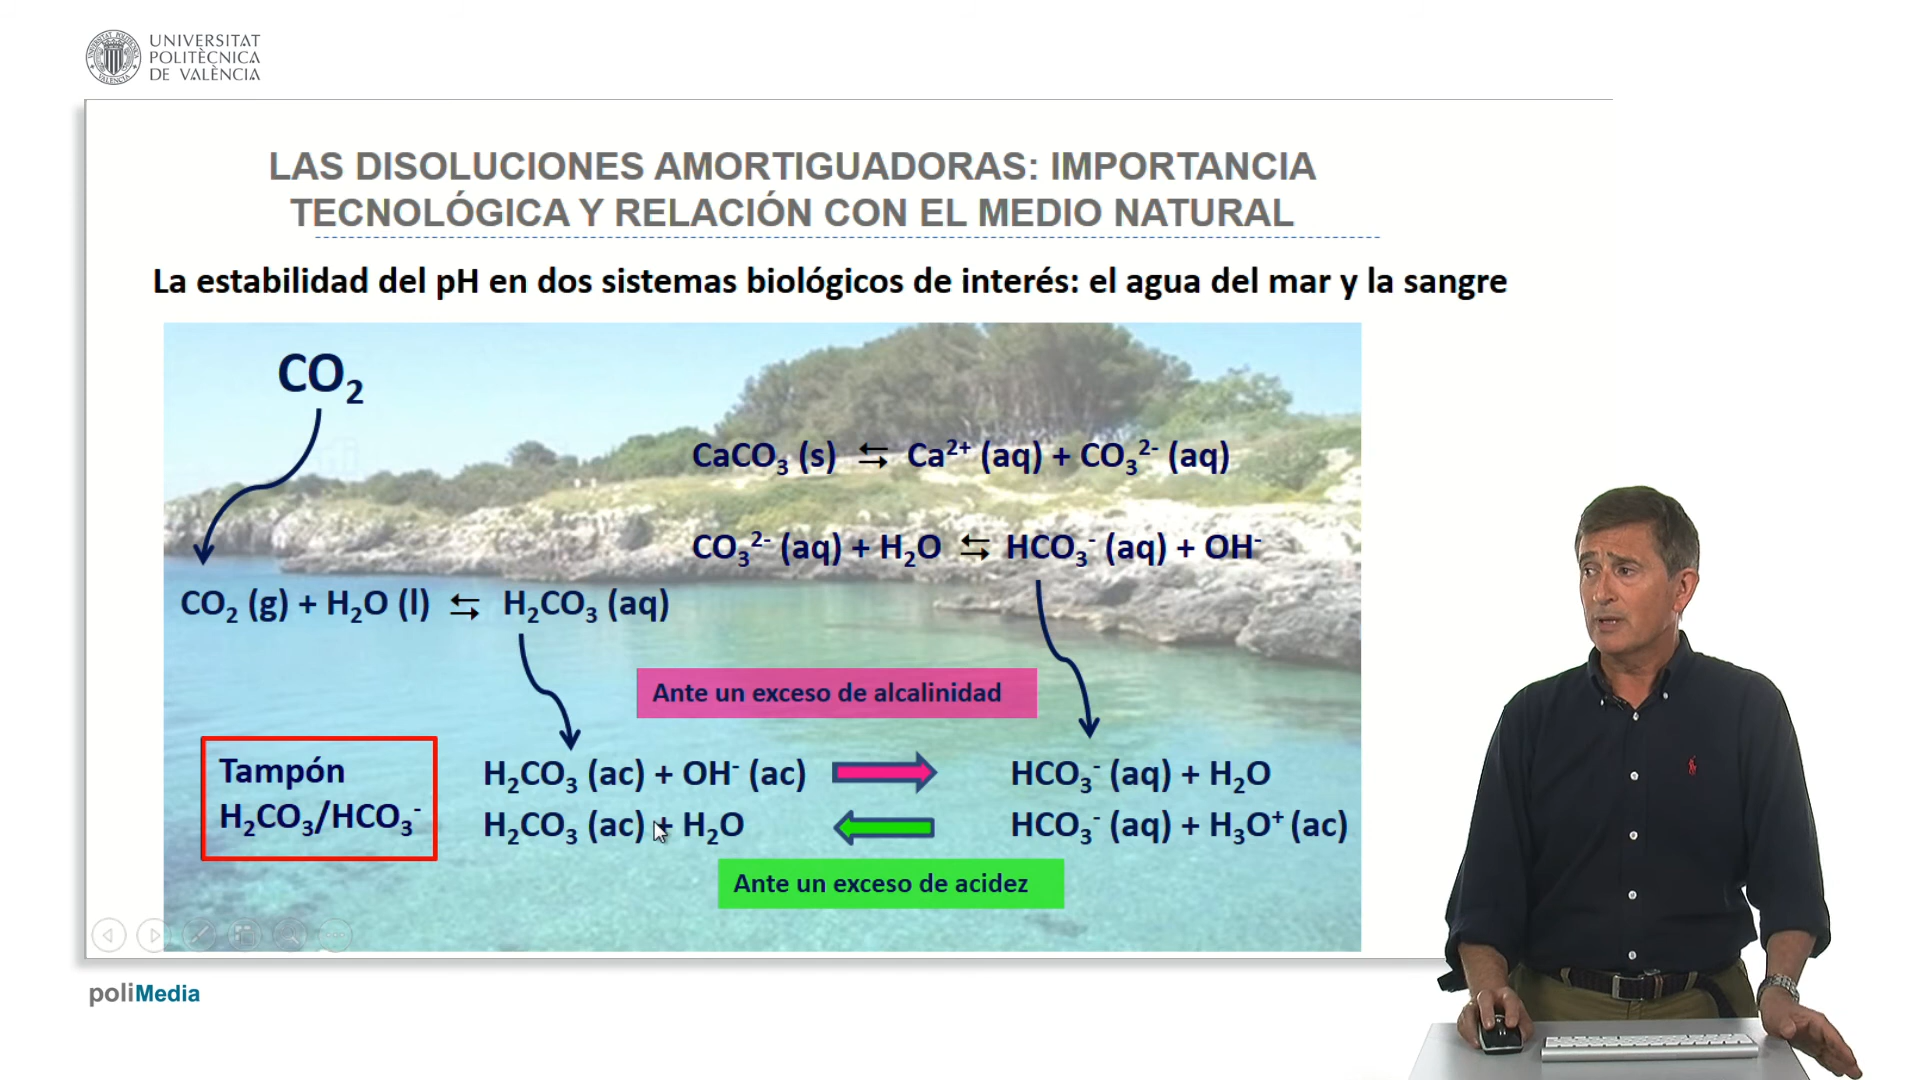 UNIVERSITAT
POLITÈCNICA
DE VALÈNCIA
LAS DISOLUCIONES AMORTIGUADORAS: IMPORTANCIA
TECNOLÓGICA Y RELACIÓN CON EL MEDIO NATURAL
La estabilidad del pH en dos sistemas biológicos de interés: el agua del mar y la sangre
CO₂
CaCO₃ (s) ⇆ Ca²⁺ (aq) + CO₃²⁻ (aq)
CO₃²⁻ (aq) + H₂O ⇆ HCO₃⁻ (aq) + OH⁻
CO₂ (g) + H₂O (l) ⇆ H₂CO₃ (aq)
Ante un exceso de alcalinidad
Tampón
H₂CO₃/HCO₃⁻
H₂CO₃ (ac) + OH⁻ (ac) → HCO₃⁻ (aq) + H₂O
H₂CO₃ (ac) + H₂O ← HCO₃⁻ (aq) + H₃O⁺ (ac)
Ante un exceso de acidez
poliMedia